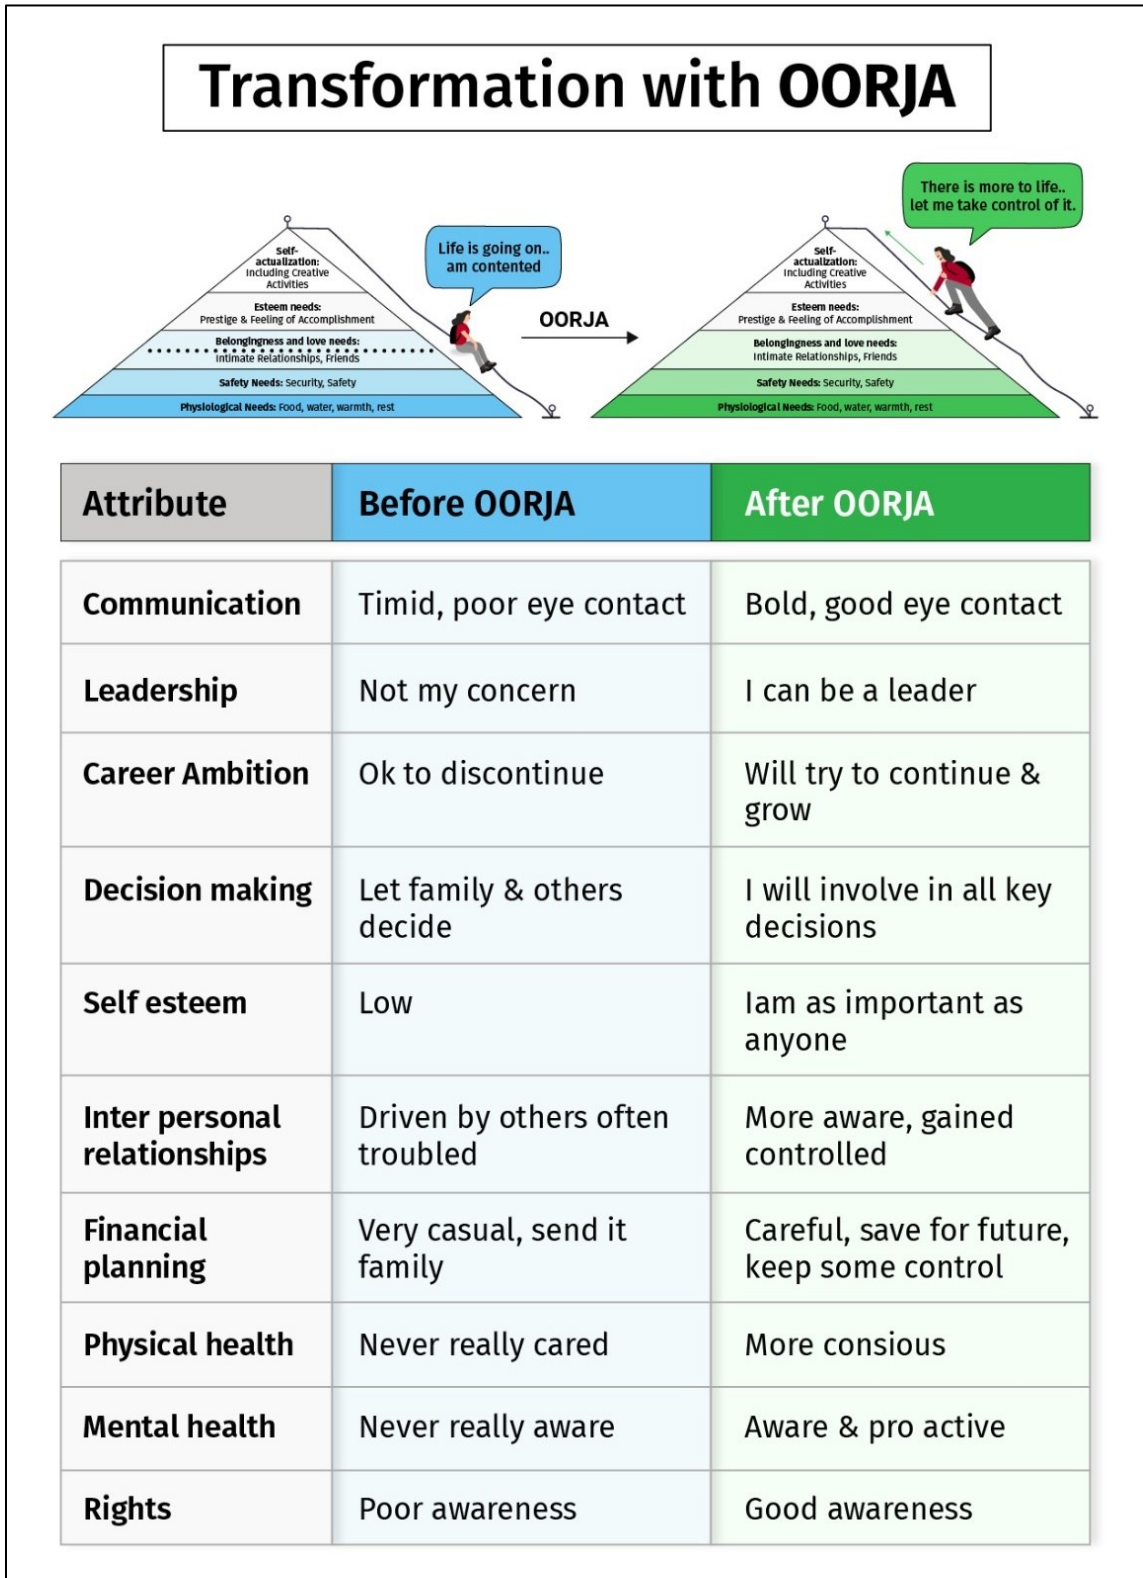 Transformation with OORJA
Self-
actualization:
Including Creative
Activities
Esteem needs:
Prestige & Feeling of Accomplishment
Belongingness and love needs:
Intimate Relationships, Friends
Safety Needs: Security, Safety
Physiological Needs: Food, water, warmth, rest
Life is going on..
am contented
OORJA
Self-
actualization:
Including Creative
Activities
Esteem needs:
Prestige & Feeling of Accomplishment
Belongingness and love needs:
Intimate Relationships, Friends
Safety Needs: Security, Safety
Physiological Needs: Food, water, warmth, rest
There is more to life..
let me take control of it.
Attribute Before OORJA After OORJA
Communication Timid, poor eye contact Bold, good eye contact
Leadership Not my concern I can be a leader
Career Ambition Ok to discontinue Will try to continue &
grow
Decision making Let family & others I will involve in all key
decide decisions
Self esteem Low Iam as important as
anyone
Inter personal Driven by others often More aware, gained
relationships troubled controlled
Financial Very casual, send it Careful, save for future,
planning family keep some control
Physical health Never really cared More consious
Mental health Never really aware Aware & pro active
Rights Poor awareness Good awareness